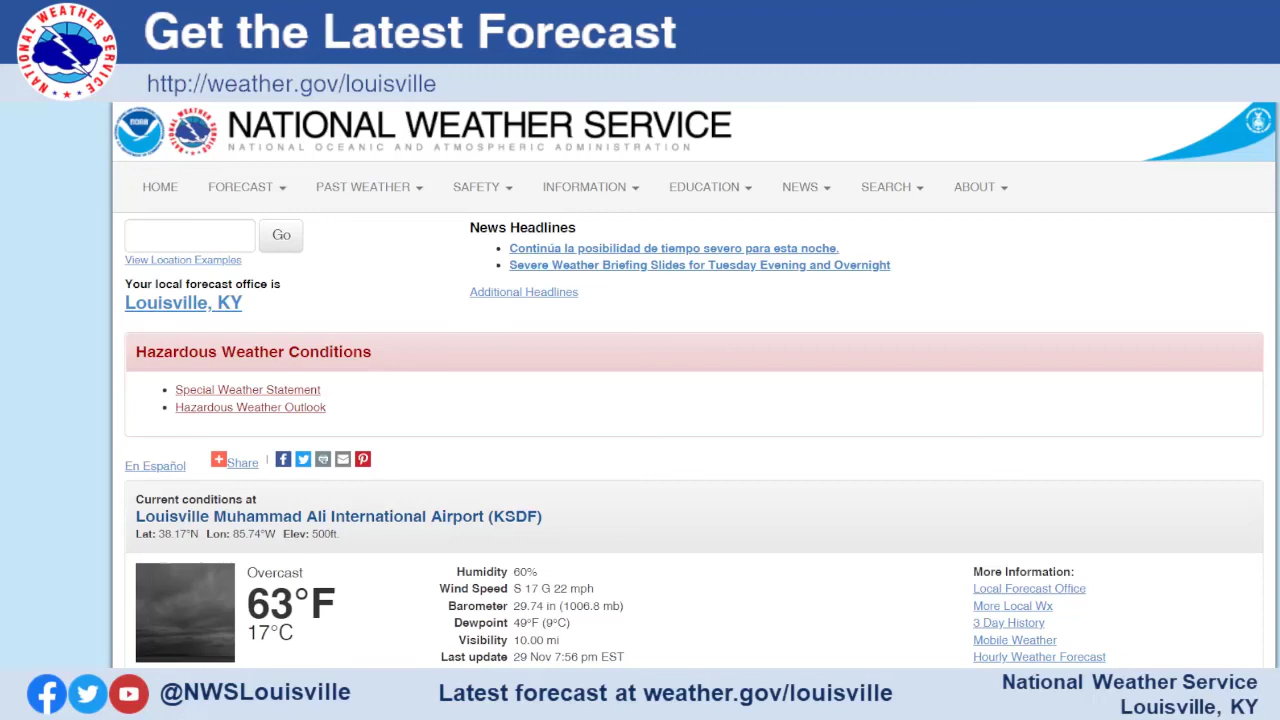 Get the Latest Forecast
http://weather.gov/louisville
NATIONAL WEATHER SERVICE
NOAA
NATIONAL WEATHER SERVICE
NATIONAL OCEANIC AND ATMOSPHERIC ADMINISTRATION
HOME FORECAST PAST WEATHER SAFETY INFORMATION EDUCATION NEWS SEARCH ABOUT
Go
View Location Examples
Your local forecast office is
Louisville, KY
News Headlines
Continúa la posibilidad de tiempo severo para esta noche.
Severe Weather Briefing Slides for Tuesday Evening and Overnight
Additional Headlines
Hazardous Weather Conditions
Special Weather Statement
Hazardous Weather Outlook
En Español Share |
Current conditions at
Louisville Muhammad Ali International Airport (KSDF)
Lat: 38.17°N Lon: 85.74°W Elev: 500ft.
Overcast
63°F
17°C
Humidity 60%
Wind Speed S 17 G 22 mph
Barometer 29.74 in (1006.8 mb)
Dewpoint 49°F (9°C)
Visibility 10.00 mi
Last update 29 Nov 7:56 pm EST
More Information:
Local Forecast Office
More Local Wx
3 Day History
Mobile Weather
Hourly Weather Forecast
@NWSLouisville
Latest forecast at weather.gov/louisville
National Weather Service
Louisville, KY